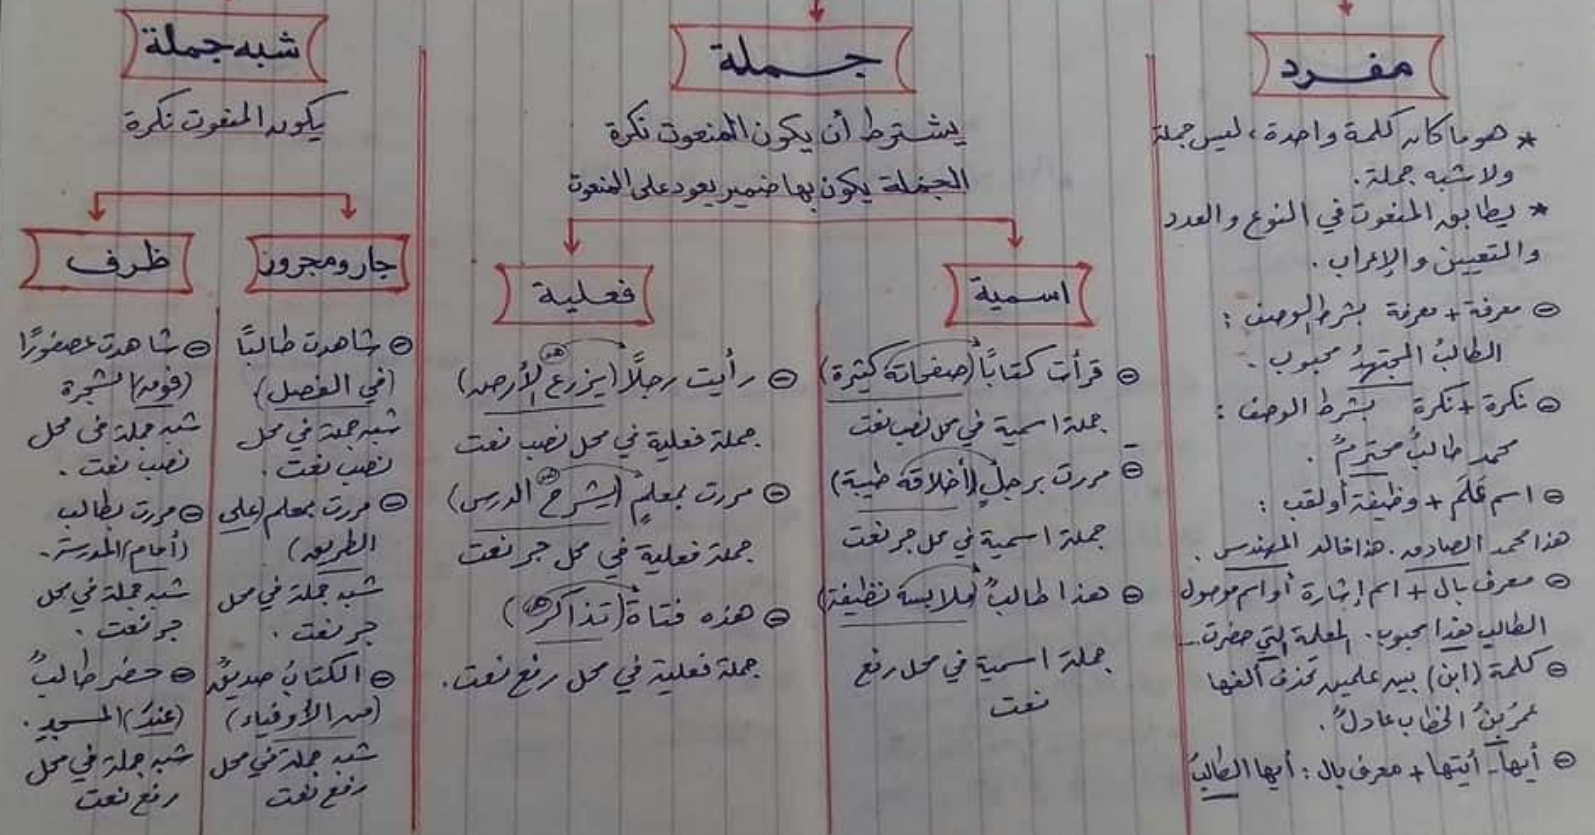 مفرد
* هو ما كان كلمة واحدة، ليس جملة
ولا شبه جملة.
* يطابق المنعوت في النوع والعدد
والتعيين والإعراب.
⊖ معرفة + معرفة بشرط الوصف :
الطالبُ المجتهدُ محبوب.
⊖ نكرة + نكرة بشرط الوصف :
محمد طالبٌ محترمٌ.
⊖ اسم عَلَم + وظيفة أو لقب :
هذا محمد الصادق. هذا خالد المهندس.
⊖ معرف بال + اسم إشارة أو اسم موصول
الطالب هذا محبوب. المعلمة التي حضرت..
⊖ كلمة (ابن) بين علمين تحذف ألفها
عمرُ بنُ الخطاب عادلٌ.
⊖ أيها - أيتها + معرف بال : أيها الطالبُ
جملة
يشترط أن يكون المنعوت نكرة
الجملة يكون بها ضمير يعود على المنعوت
اسمية
⊖ قرأت كتابًا (صفحاته كثيرة)
جملة اسمية في محل نصب نعت
⊖ مررت برجلٍ (أخلاقه طيبة)
جملة اسمية في محل جر نعت
⊖ هذا طالبٌ (ملابسه نظيفة)
جملة اسمية في محل رفع
نعت
فعلية
⊖ رأيت رجلًا (يزرع هو الأرض)
جملة فعلية في محل نصب نعت
⊖ مررت بمعلمٍ (يشرح هو الدرس)
جملة فعلية في محل جر نعت
⊖ هذه فتاة (تذاكر هي)
جملة فعلية في محل رفع نعت.
شبه جملة
يكون المنعوت نكرة
جار ومجرور
⊖ شاهدت طالبًا
(في الفصل)
شبه جملة في محل
نصب نعت.
⊖ مررت بمعلم (على
الطريق)
شبه جملة في محل
جر نعت.
⊖ الكتابُ صديقٌ
(من الأوفياء)
شبه جملة في محل
رفع نعت
ظرف
⊖ شاهدت عصفورًا
(فوق) الشجرة
شبه جملة في محل
نصب نعت.
⊖ مررت بطالب
(أمام) المدرسة.
شبه جملة في محل
جر نعت.
⊖ حضر طالبٌ
(عندَ) المسجدِ.
شبه جملة في محل
رفع نعت